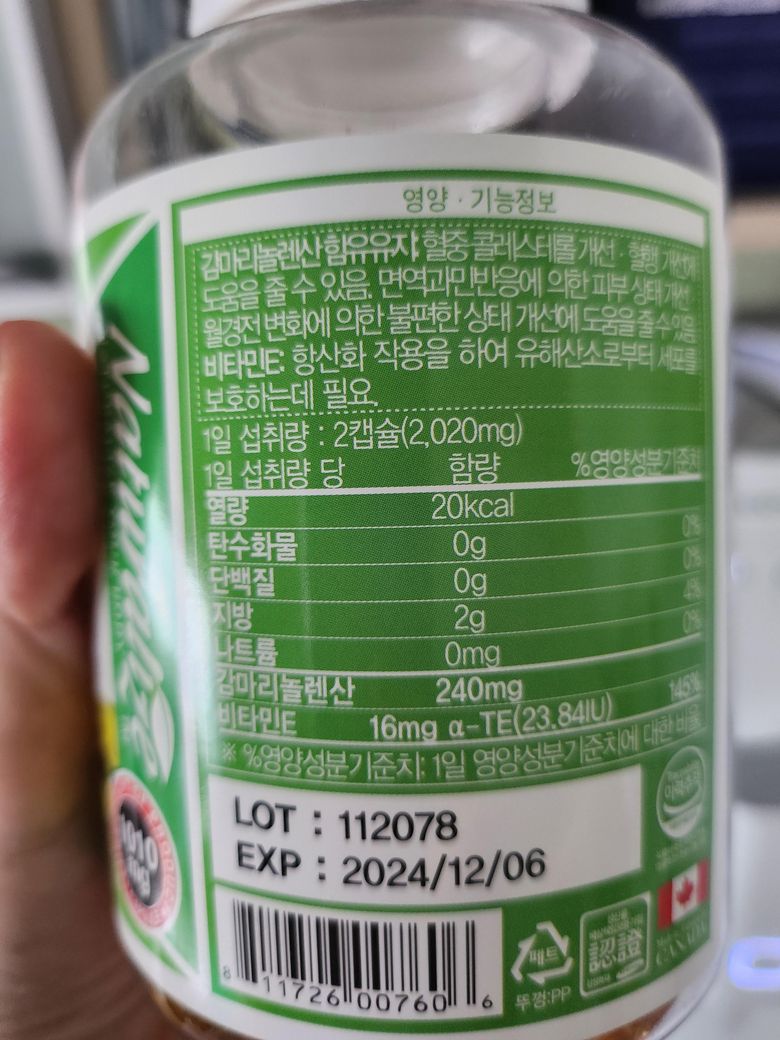 영양 · 기능정보
감마리놀렌산 함유유지: 혈중 콜레스테롤 개선 · 혈행 개선에
도움을 줄 수 있음. 면역과민반응에 의한 피부 상태 개선,
월경전 변화에 의한 불편한 상태 개선에 도움을 줄 수 있음
비타민E: 항산화 작용을 하여 유해산소로부터 세포를
보호하는데 필요.
1일 섭취량 : 2캡슐(2,020mg)
1일 섭취량 당 함량 %영양성분기준치
열량 20kcal
탄수화물 0g 0%
단백질 0g 0%
지방 2g 4%
나트륨 0mg 0%
감마리놀렌산 240mg
비타민E 16mg α-TE(23.84IU) 145%
※ %영양성분기준치: 1일 영양성분기준치에 대한 비율
LOT : 112078
EXP : 2024/12/06
8 11726 00760 6
페트
뚜껑:PP
認證
CANADA
Naturalife
1010
mg